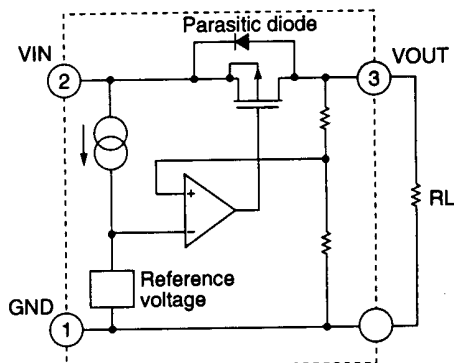 Parasitic diode
VIN
VOUT
2
3
+
−
RL
Reference
voltage
GND
1